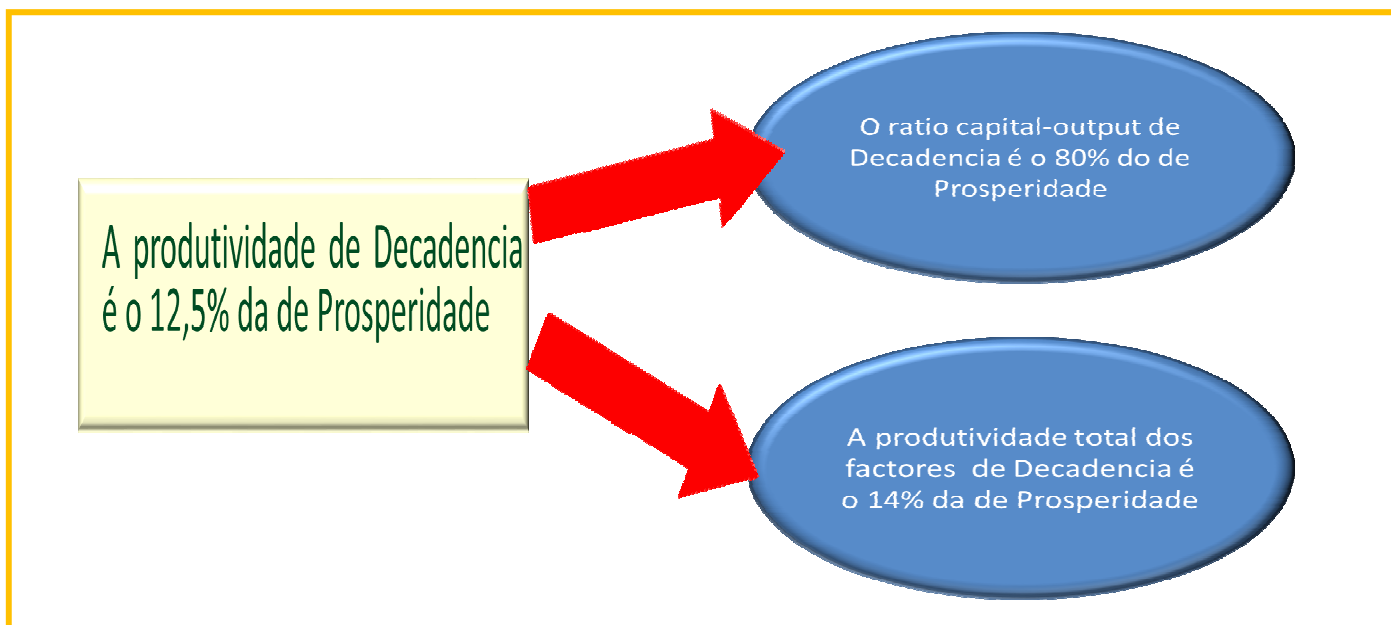 A produtividade de Decadencia
é o 12,5% da de Prosperidade
O ratio capital-output de
Decadencia é o 80% do de
Prosperidade
A produtividade total dos
factores de Decadencia é
o 14% da de Prosperidade